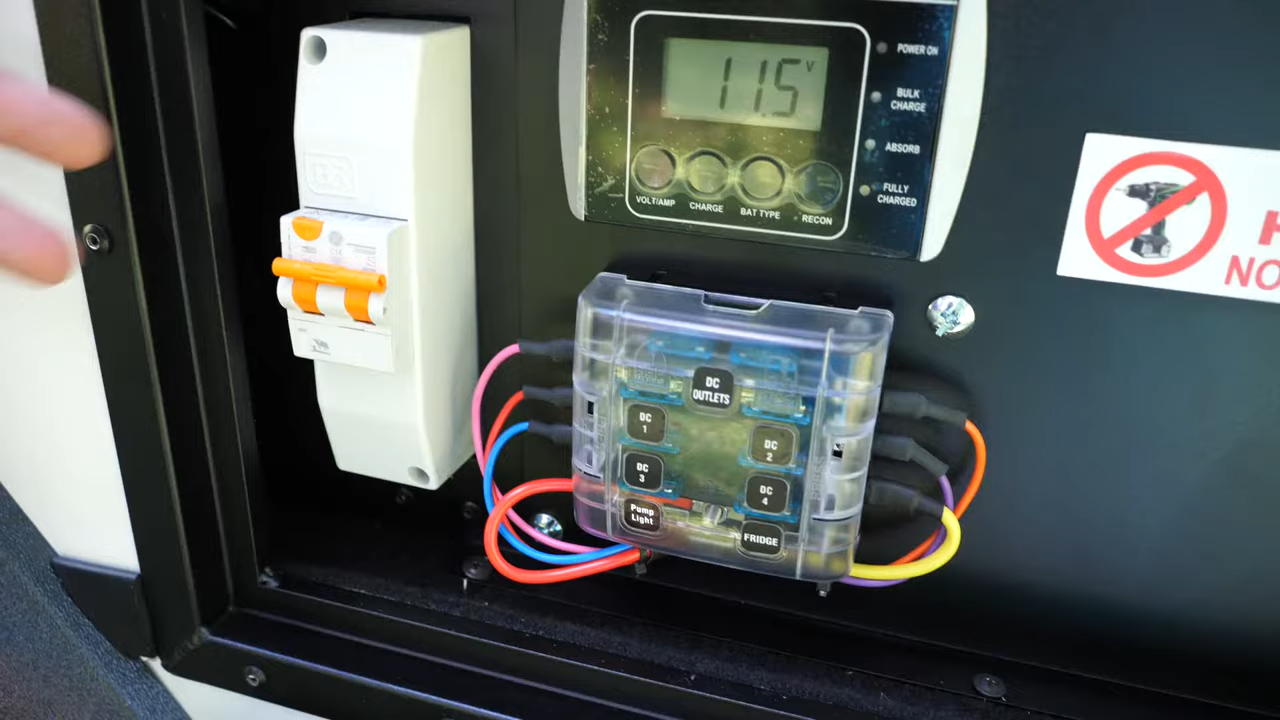 11.5 V
POWER ON
BULK
CHARGE
ABSORB
FULLY
CHARGED
VOLT/AMP
CHARGE
BAT TYPE
RECON
NO
DC
OUTLETS
DC
1
DC
2
DC
3
DC
4
Pump
Light
FRIDGE